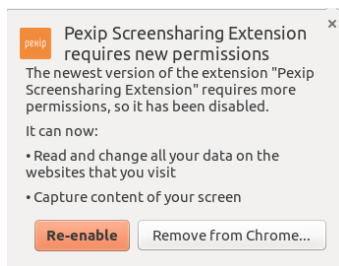 pexip
Pexip Screensharing Extension
requires new permissions
The newest version of the extension "Pexip
Screensharing Extension" requires more
permissions, so it has been disabled.
It can now:
• Read and change all your data on the
websites that you visit
• Capture content of your screen
Re-enable
Remove from Chrome...